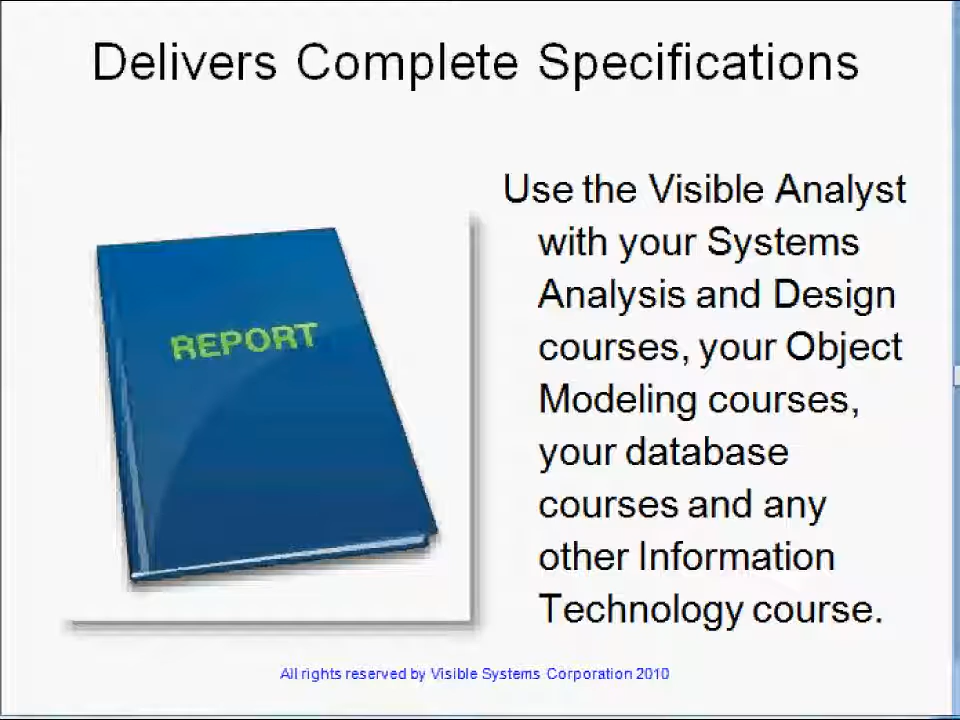 Delivers Complete Specifications
REPORT
Use the Visible Analyst
with your Systems
Analysis and Design
courses, your Object
Modeling courses,
your database
courses and any
other Information
Technology course.
All rights reserved by Visible Systems Corporation 2010